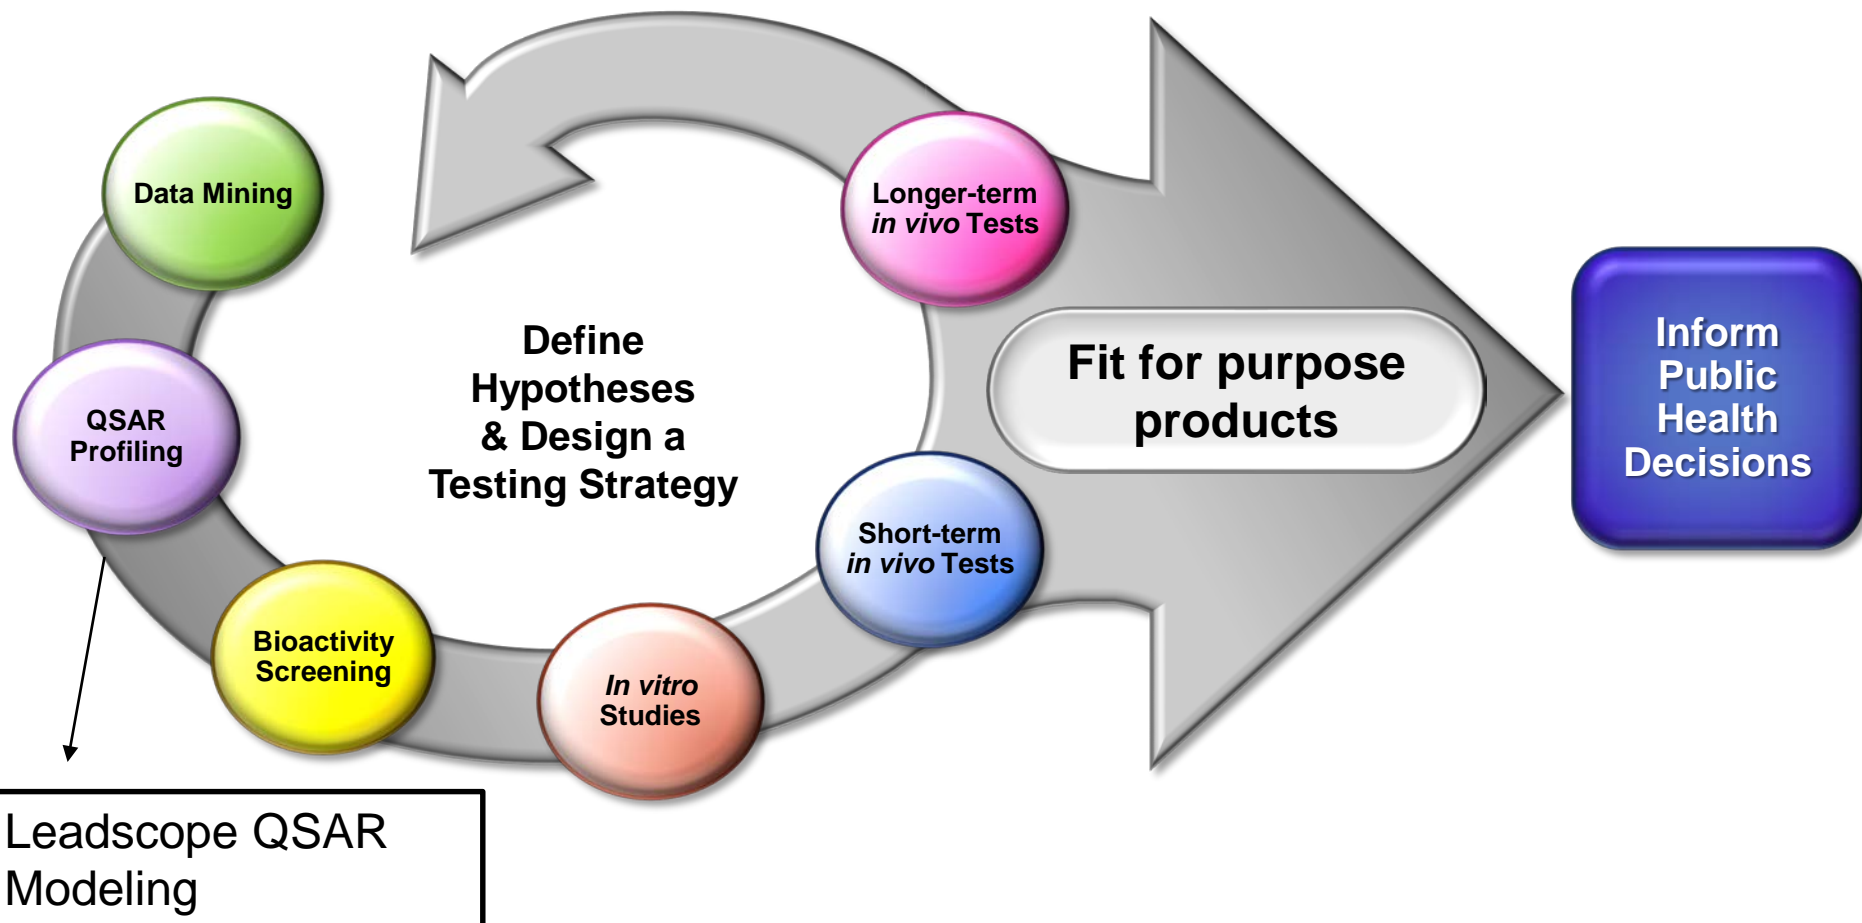 Data Mining
QSAR
Profiling
Bioactivity
Screening
In vitro
Studies
Short-term
in vivo Tests
Longer-term
in vivo Tests
Define
Hypotheses
& Design a
Testing Strategy
Fit for purpose
products
Inform
Public
Health
Decisions
Leadscope QSAR
Modeling